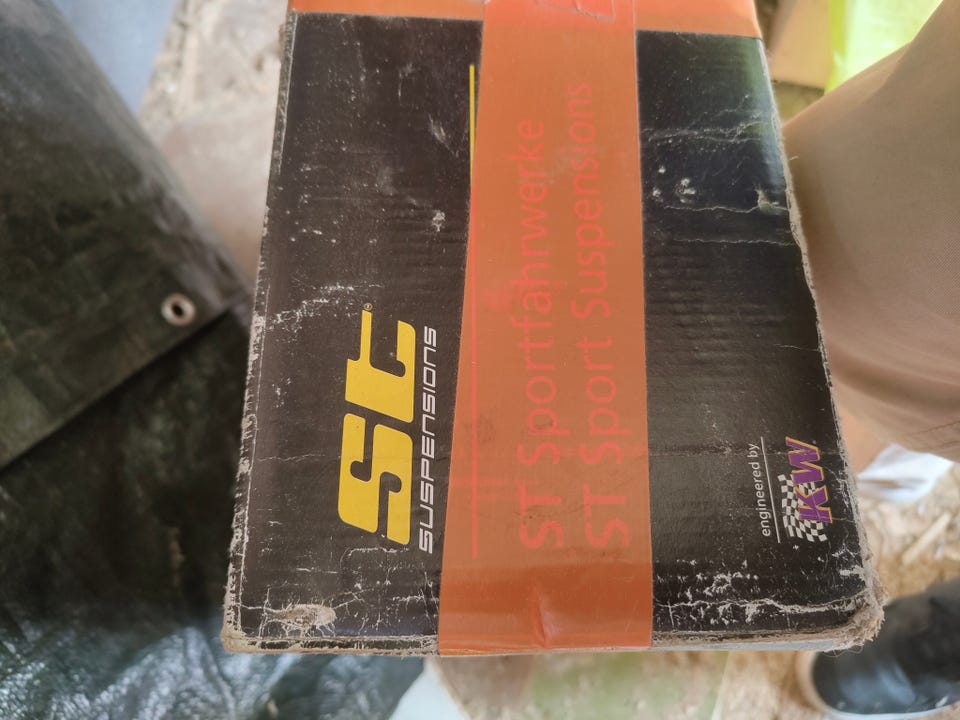 ST
SUSPENSIONS
ST Sportfahrwerke
ST Sport Suspensions
engineered by
KW